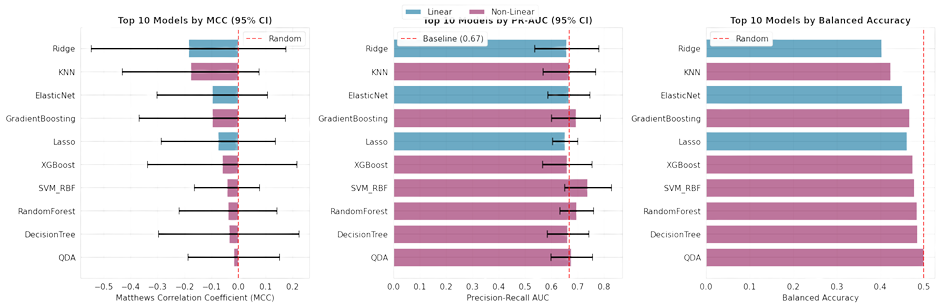 Linear
Non-Linear
Top 10 Models by MCC (95% CI)
Random
Ridge
KNN
ElasticNet
GradientBoosting
Lasso
XGBoost
SVM_RBF
RandomForest
DecisionTree
QDA
−0.5 −0.4 −0.3 −0.2 −0.1 0.0 0.1 0.2
Matthews Correlation Coefficient (MCC)
Top 10 Models by PR-AUC (95% CI)
Baseline (0.67)
Ridge
KNN
ElasticNet
GradientBoosting
Lasso
XGBoost
SVM_RBF
RandomForest
DecisionTree
QDA
0.0 0.1 0.2 0.3 0.4 0.5 0.6 0.7 0.8
Precision-Recall AUC
Top 10 Models by Balanced Accuracy
Random
Ridge
KNN
ElasticNet
GradientBoosting
Lasso
XGBoost
SVM_RBF
RandomForest
DecisionTree
QDA
0.0 0.1 0.2 0.3 0.4 0.5
Balanced Accuracy